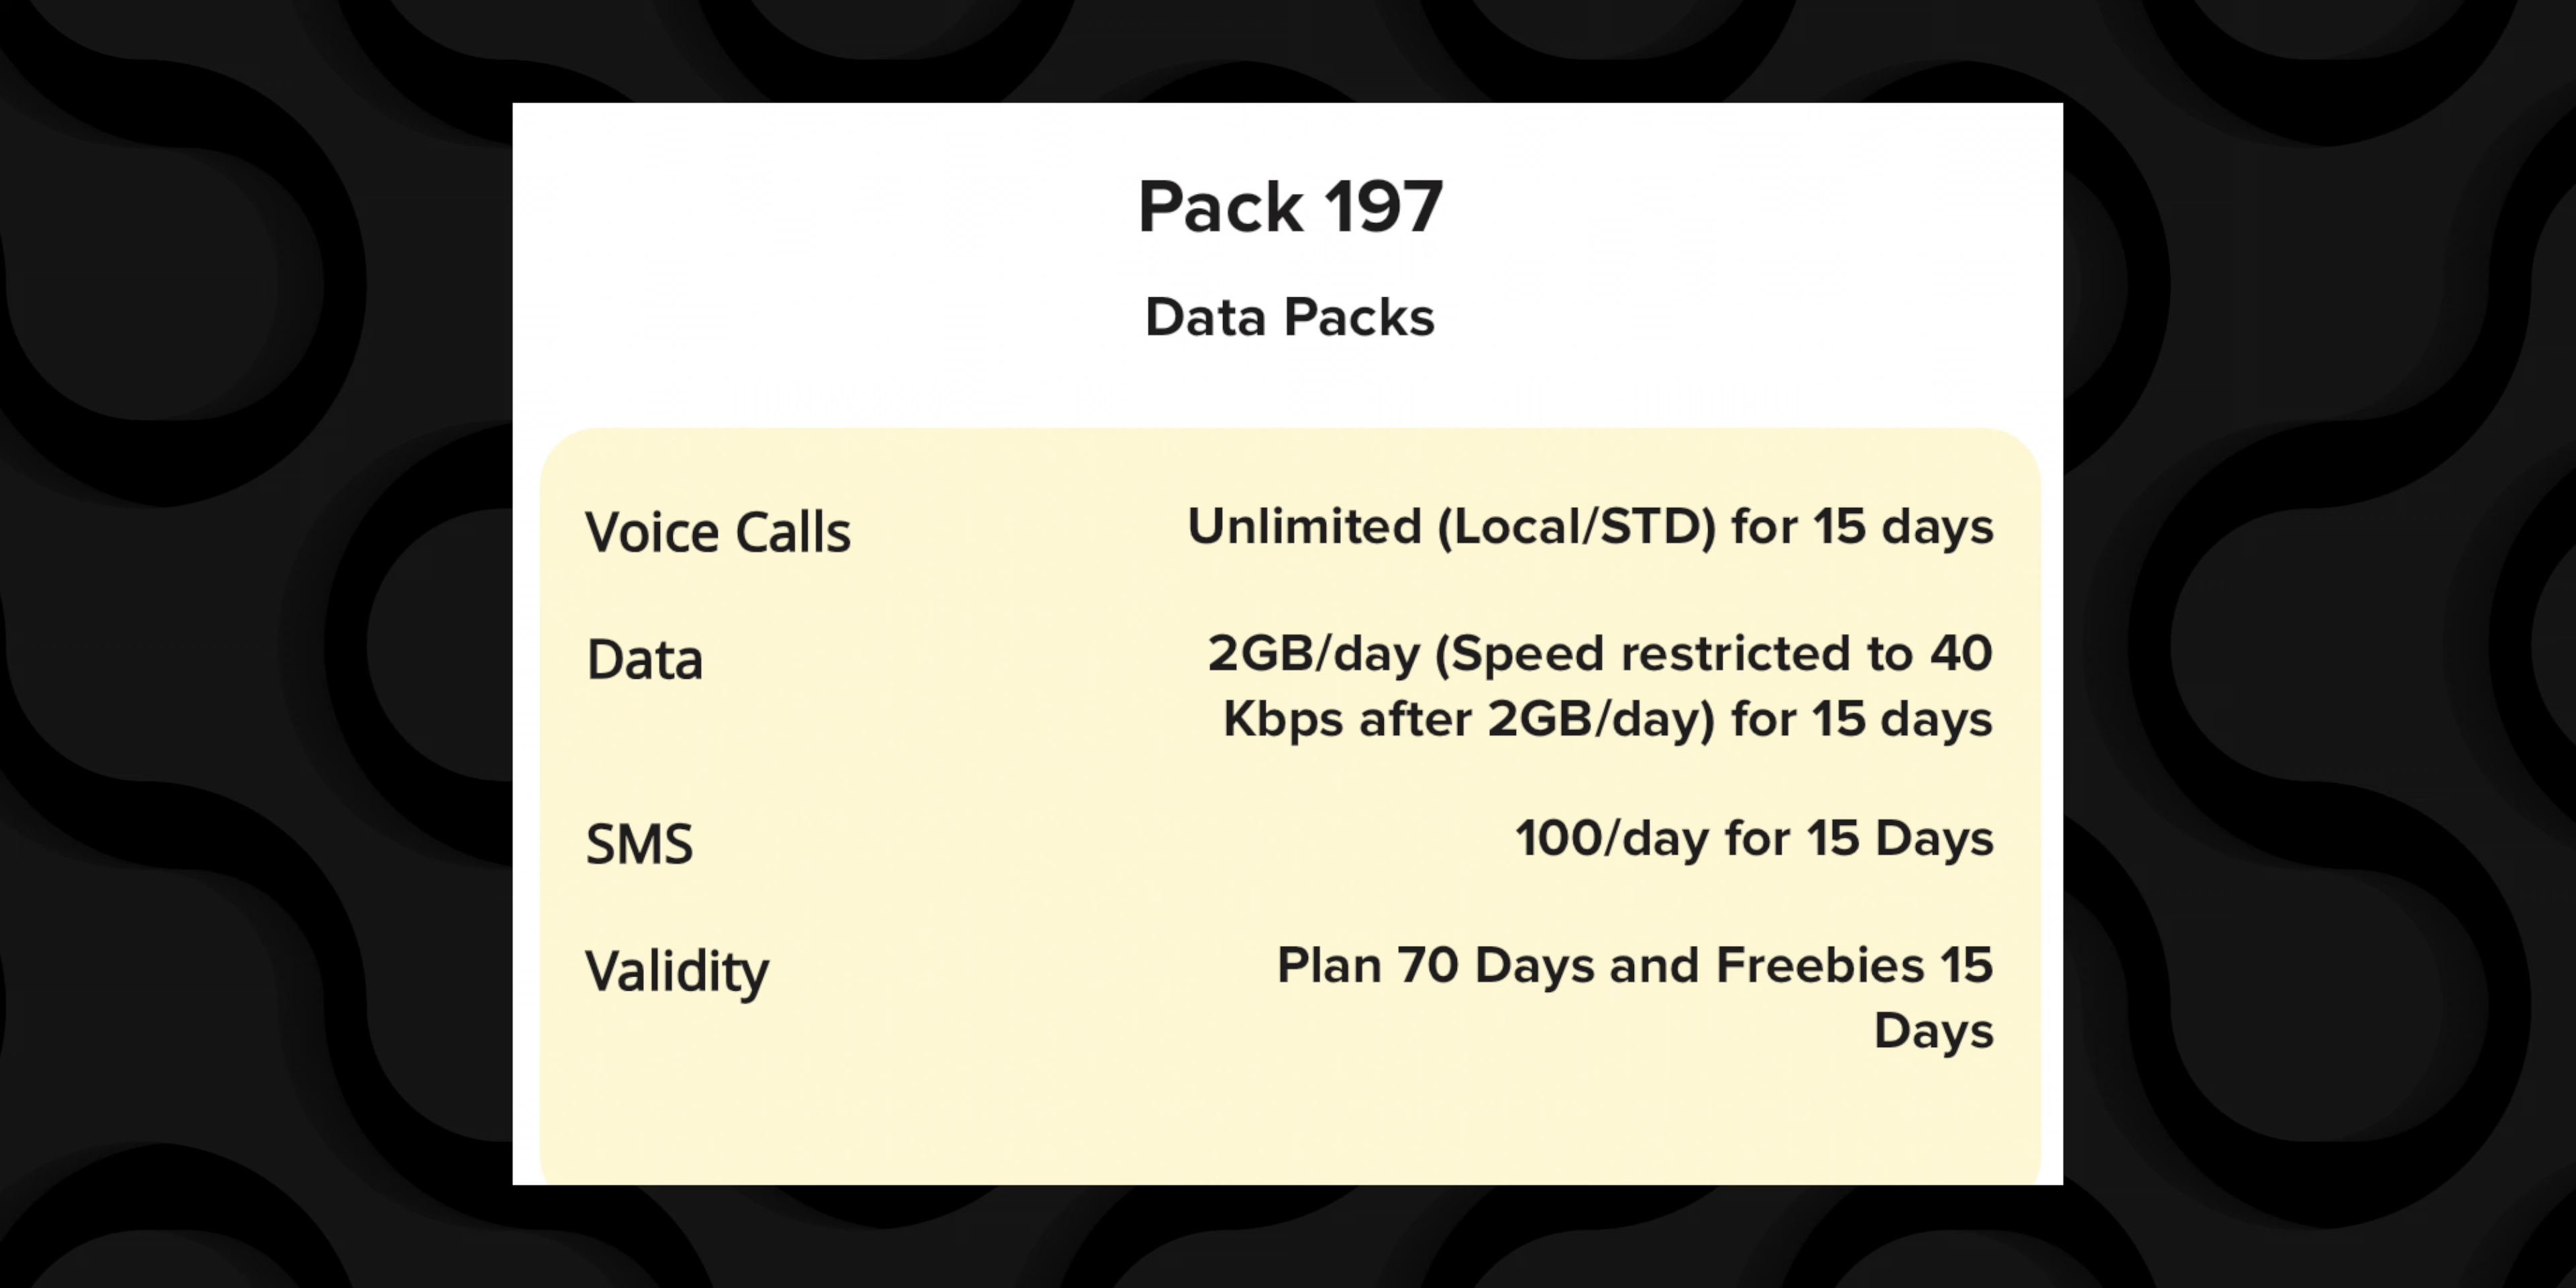 Pack 197
Data Packs
Voice Calls
Unlimited (Local/STD) for 15 days
Data
2GB/day (Speed restricted to 40
Kbps after 2GB/day) for 15 days
SMS
100/day for 15 Days
Validity
Plan 70 Days and Freebies 15
Days